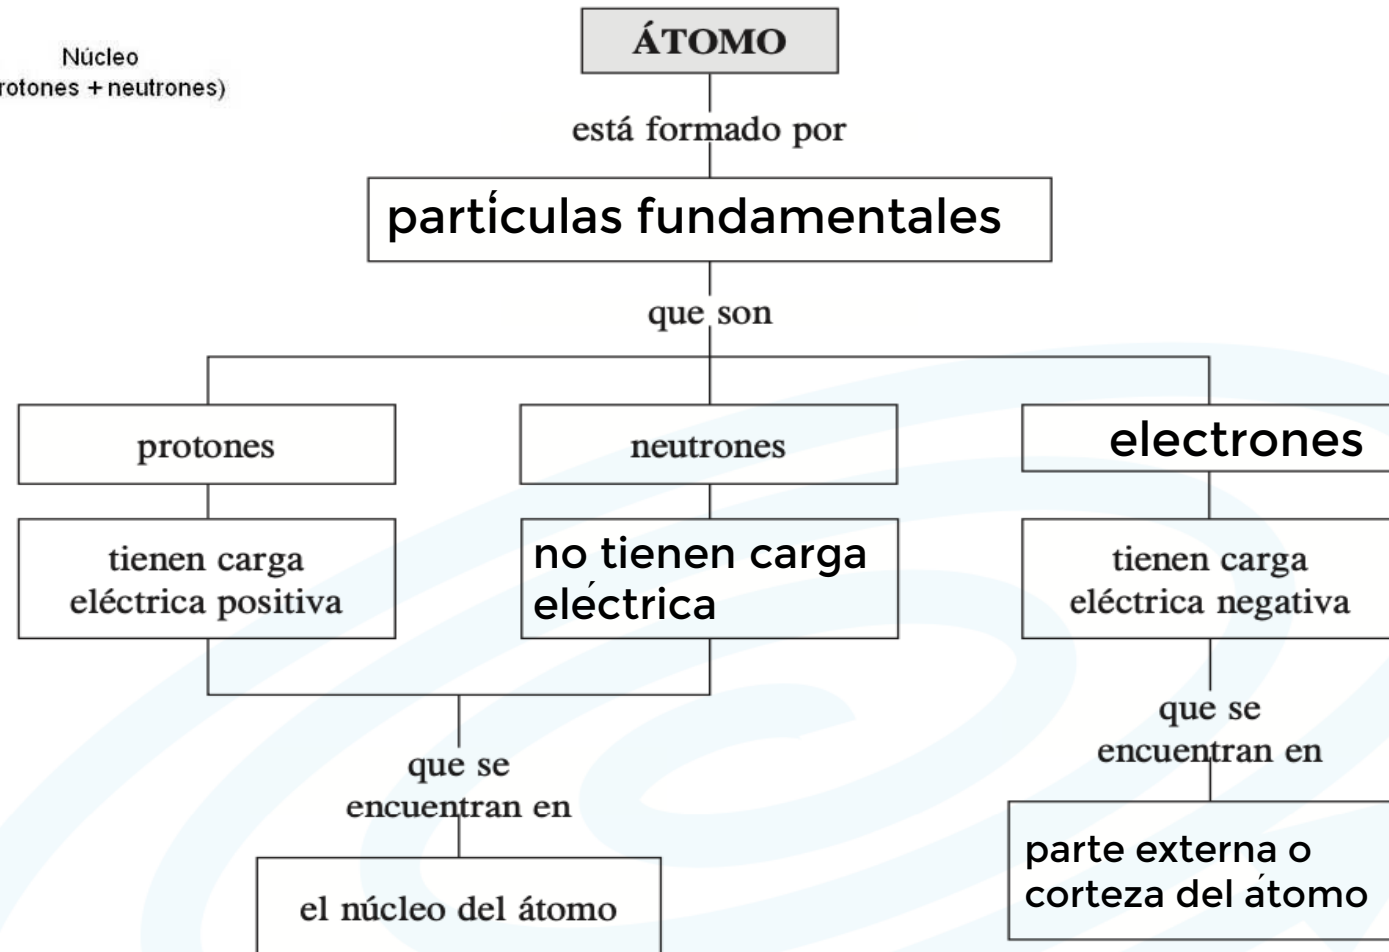 Núcleo
rotones + neutrones)
ÁTOMO
está formado por
partículas fundamentales
que son
protones
neutrones
electrones
tienen carga
eléctrica positiva
no tienen carga
eléctrica
tienen carga
eléctrica negativa
que se
encuentran en
el núcleo del átomo
que se
encuentran en
parte externa o
corteza del átomo